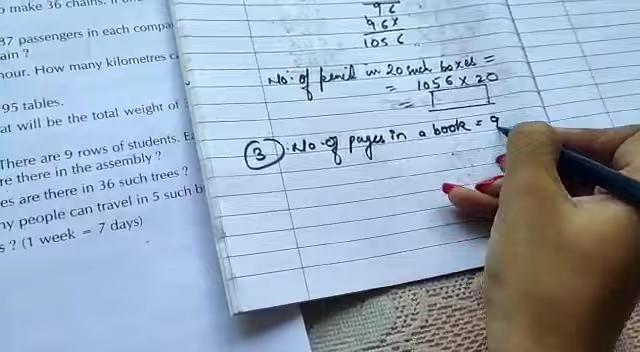 make 36 chains.
37 passengers in each compa
ain ?
hour. How many kilometres c
95 tables.
at will be the total weight of
There are 9 rows of students. Ea
re there in the assembly ?
es are there in 36 such trees ?
ny people can travel in 5 such b
s ? (1 week = 7 days)
96
96x
1056
No. of pencil in 20 such boxes =
= 1056 x 20
=
3 No. of pages in a book = 9